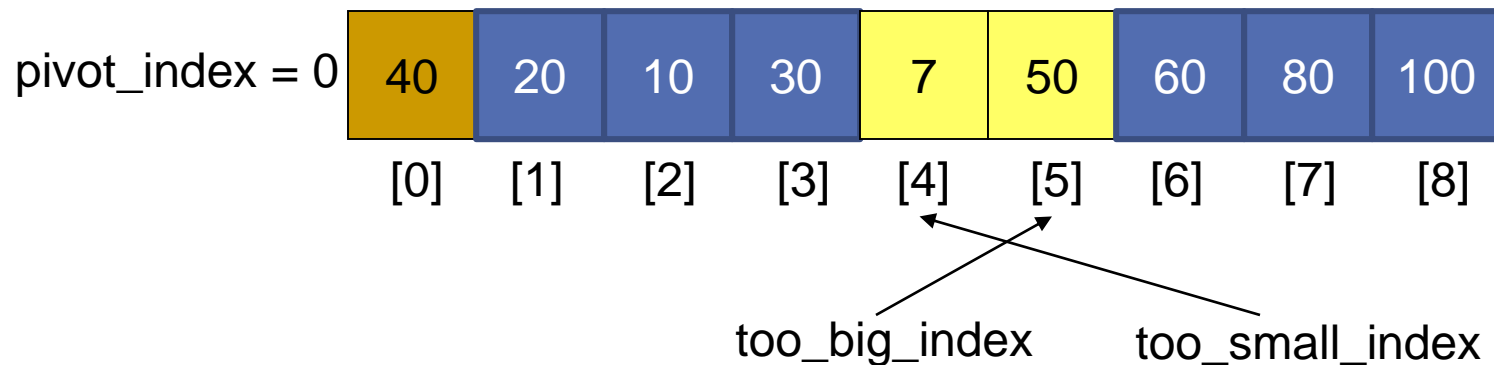 pivot_index = 0 40 20 10 30 7 50 60 80 100
[0] [1] [2] [3] [4] [5] [6] [7] [8]
too_big_index too_small_index